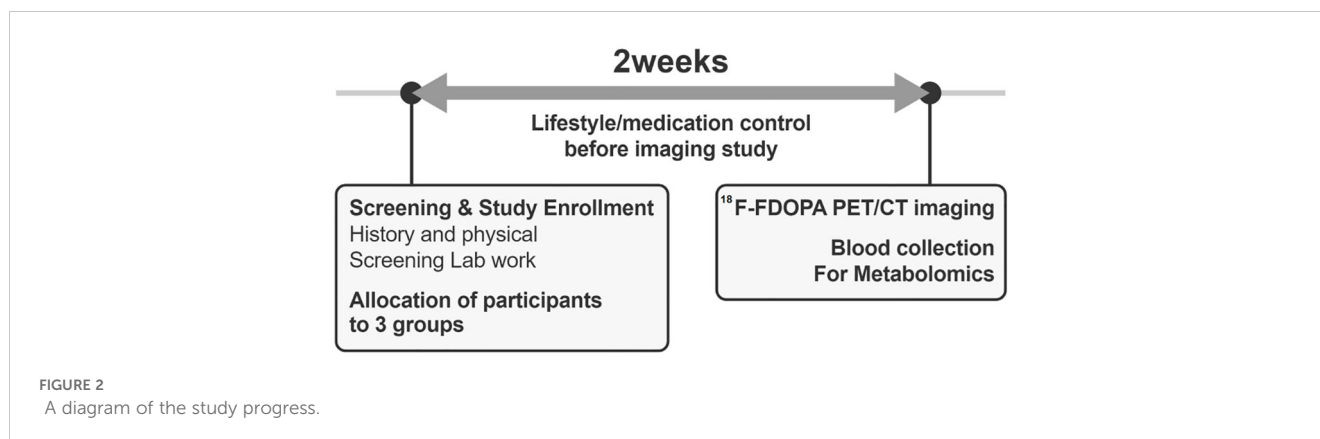 2weeks
Lifestyle/medication control
before imaging study
Screening & Study Enrollment
History and physical
Screening Lab work
Allocation of participants
to 3 groups
¹⁸F-FDOPA PET/CT imaging
Blood collection
For Metabolomics
FIGURE 2
A diagram of the study progress.